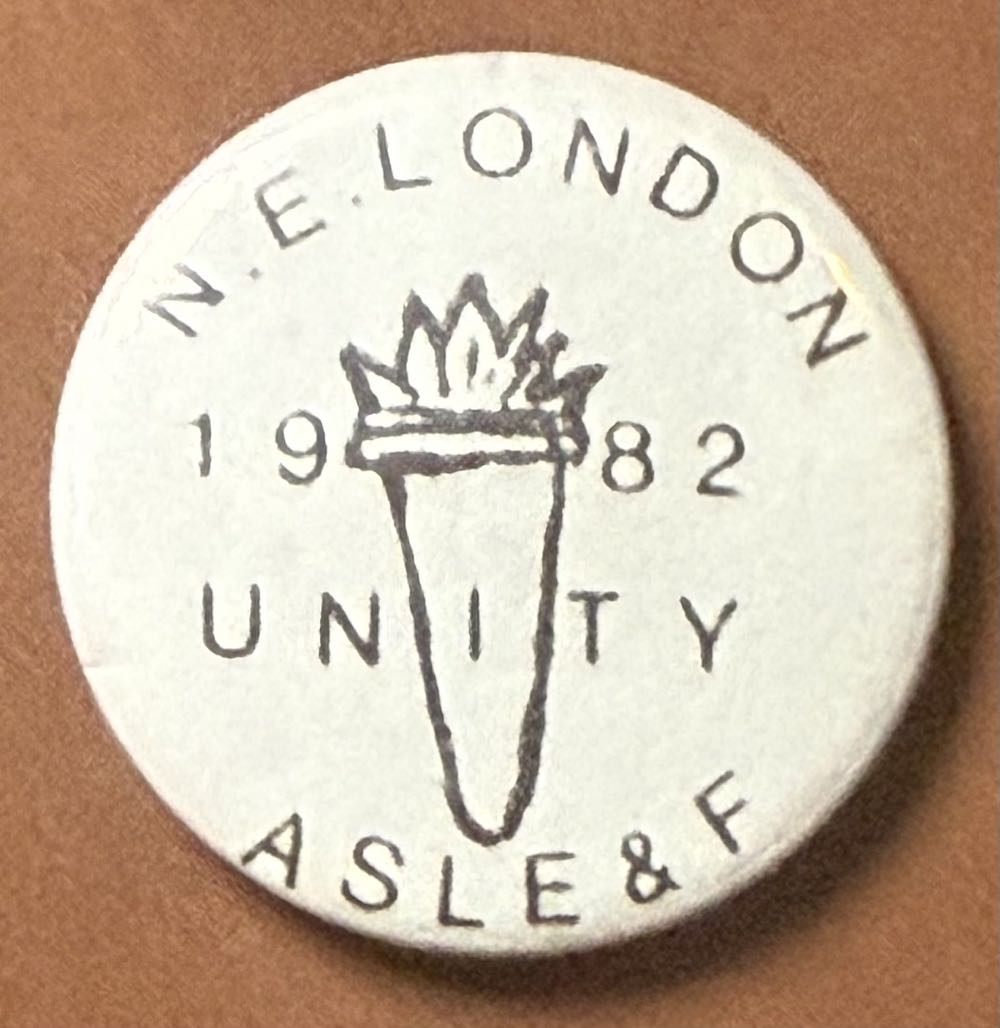 N.E. LONDON
1982
UNITY
ASLE&F